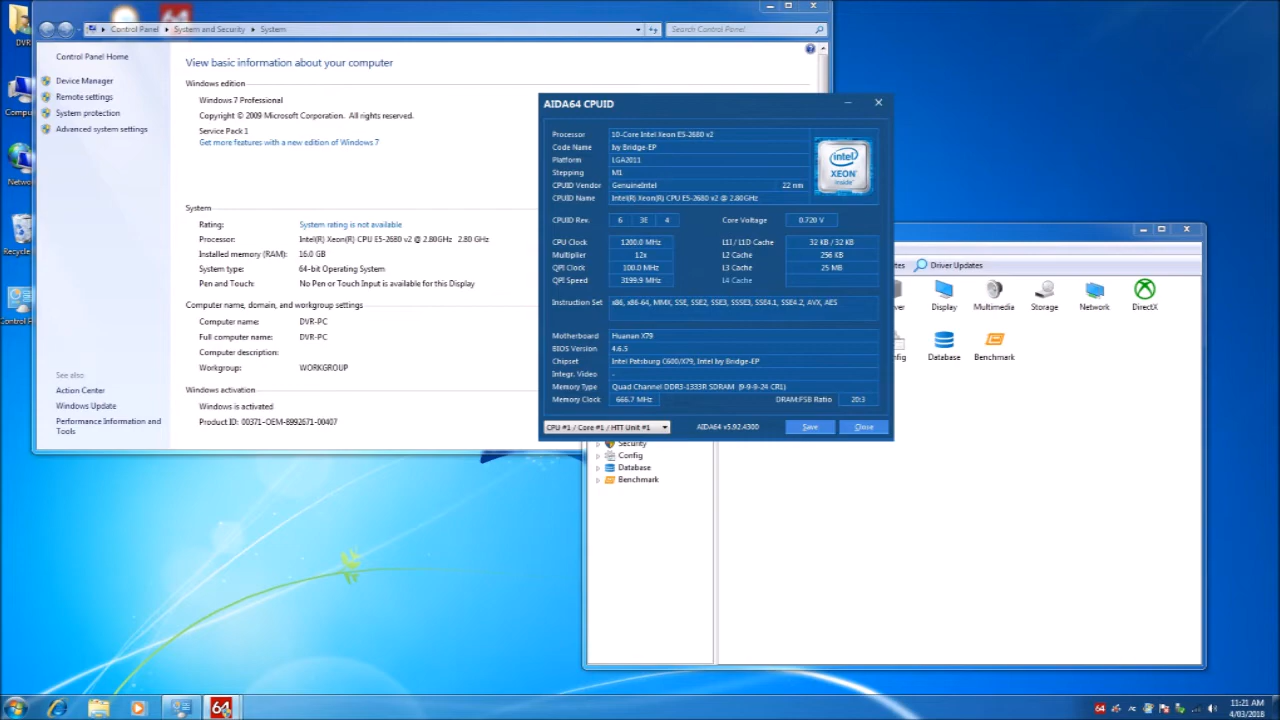 DVR
Compu
Netwo
Recycle
Control P
Control Panel
System and Security
System
Search Control Panel
Control Panel Home
Device Manager
Remote settings
System protection
Advanced system settings
See also
Action Center
Windows Update
Performance Information and
Tools
View basic information about your computer
Windows edition
Windows 7 Professional
Copyright © 2009 Microsoft Corporation. All rights reserved.
Service Pack 1
Get more features with a new edition of Windows 7
System
Rating: System rating is not available
Processor: Intel(R) Xeon(R) CPU E5-2680 v2 @ 2.80GHz 2.80 GHz
Installed memory (RAM): 16.0 GB
System type: 64-bit Operating System
Pen and Touch: No Pen or Touch Input is available for this Display
Computer name, domain, and workgroup settings
Computer name: DVR-PC
Full computer name: DVR-PC
Computer description:
Workgroup: WORKGROUP
Windows activation
Windows is activated
Product ID: 00371-OEM-8992671-00407
AIDA64 CPUID
Processor 10-Core Intel Xeon E5-2680 v2
Code Name Ivy Bridge-EP
Platform LGA2011
Stepping M1
CPUID Vendor GenuineIntel 22 nm
CPUID Name Intel(R) Xeon(R) CPU E5-2680 v2 @ 2.80GHz
intel
XEON
inside
CPUID Rev. 6 3E 4 Core Voltage 0.720 V
CPU Clock 1200.0 MHz L1I / L1D Cache 32 KB / 32 KB
Multiplier 12x L2 Cache 256 KB
QPI Clock 100.0 MHz L3 Cache 25 MB
QPI Speed 3199.9 MHz L4 Cache
Instruction Set x86, x86-64, MMX, SSE, SSE2, SSE3, SSSE3, SSE4.1, SSE4.2, AVX, AES
Motherboard Huanan X79
BIOS Version 4.6.5
Chipset Intel Patsburg C600/X79, Intel Ivy Bridge-EP
Integr. Video -
Memory Type Quad Channel DDR3-1333R SDRAM (9-9-9-24 CR1)
Memory Clock 666.7 MHz DRAM:FSB Ratio 20:3
CPU #1 / Core #1 / HTT Unit #1 AIDA64 v5.92.4300 Save Close
tes Driver Updates
ver Display Multimedia Storage Network DirectX
nfig Database Benchmark
Security
Config
Database
Benchmark
64
64
11:21 AM
4/03/2018